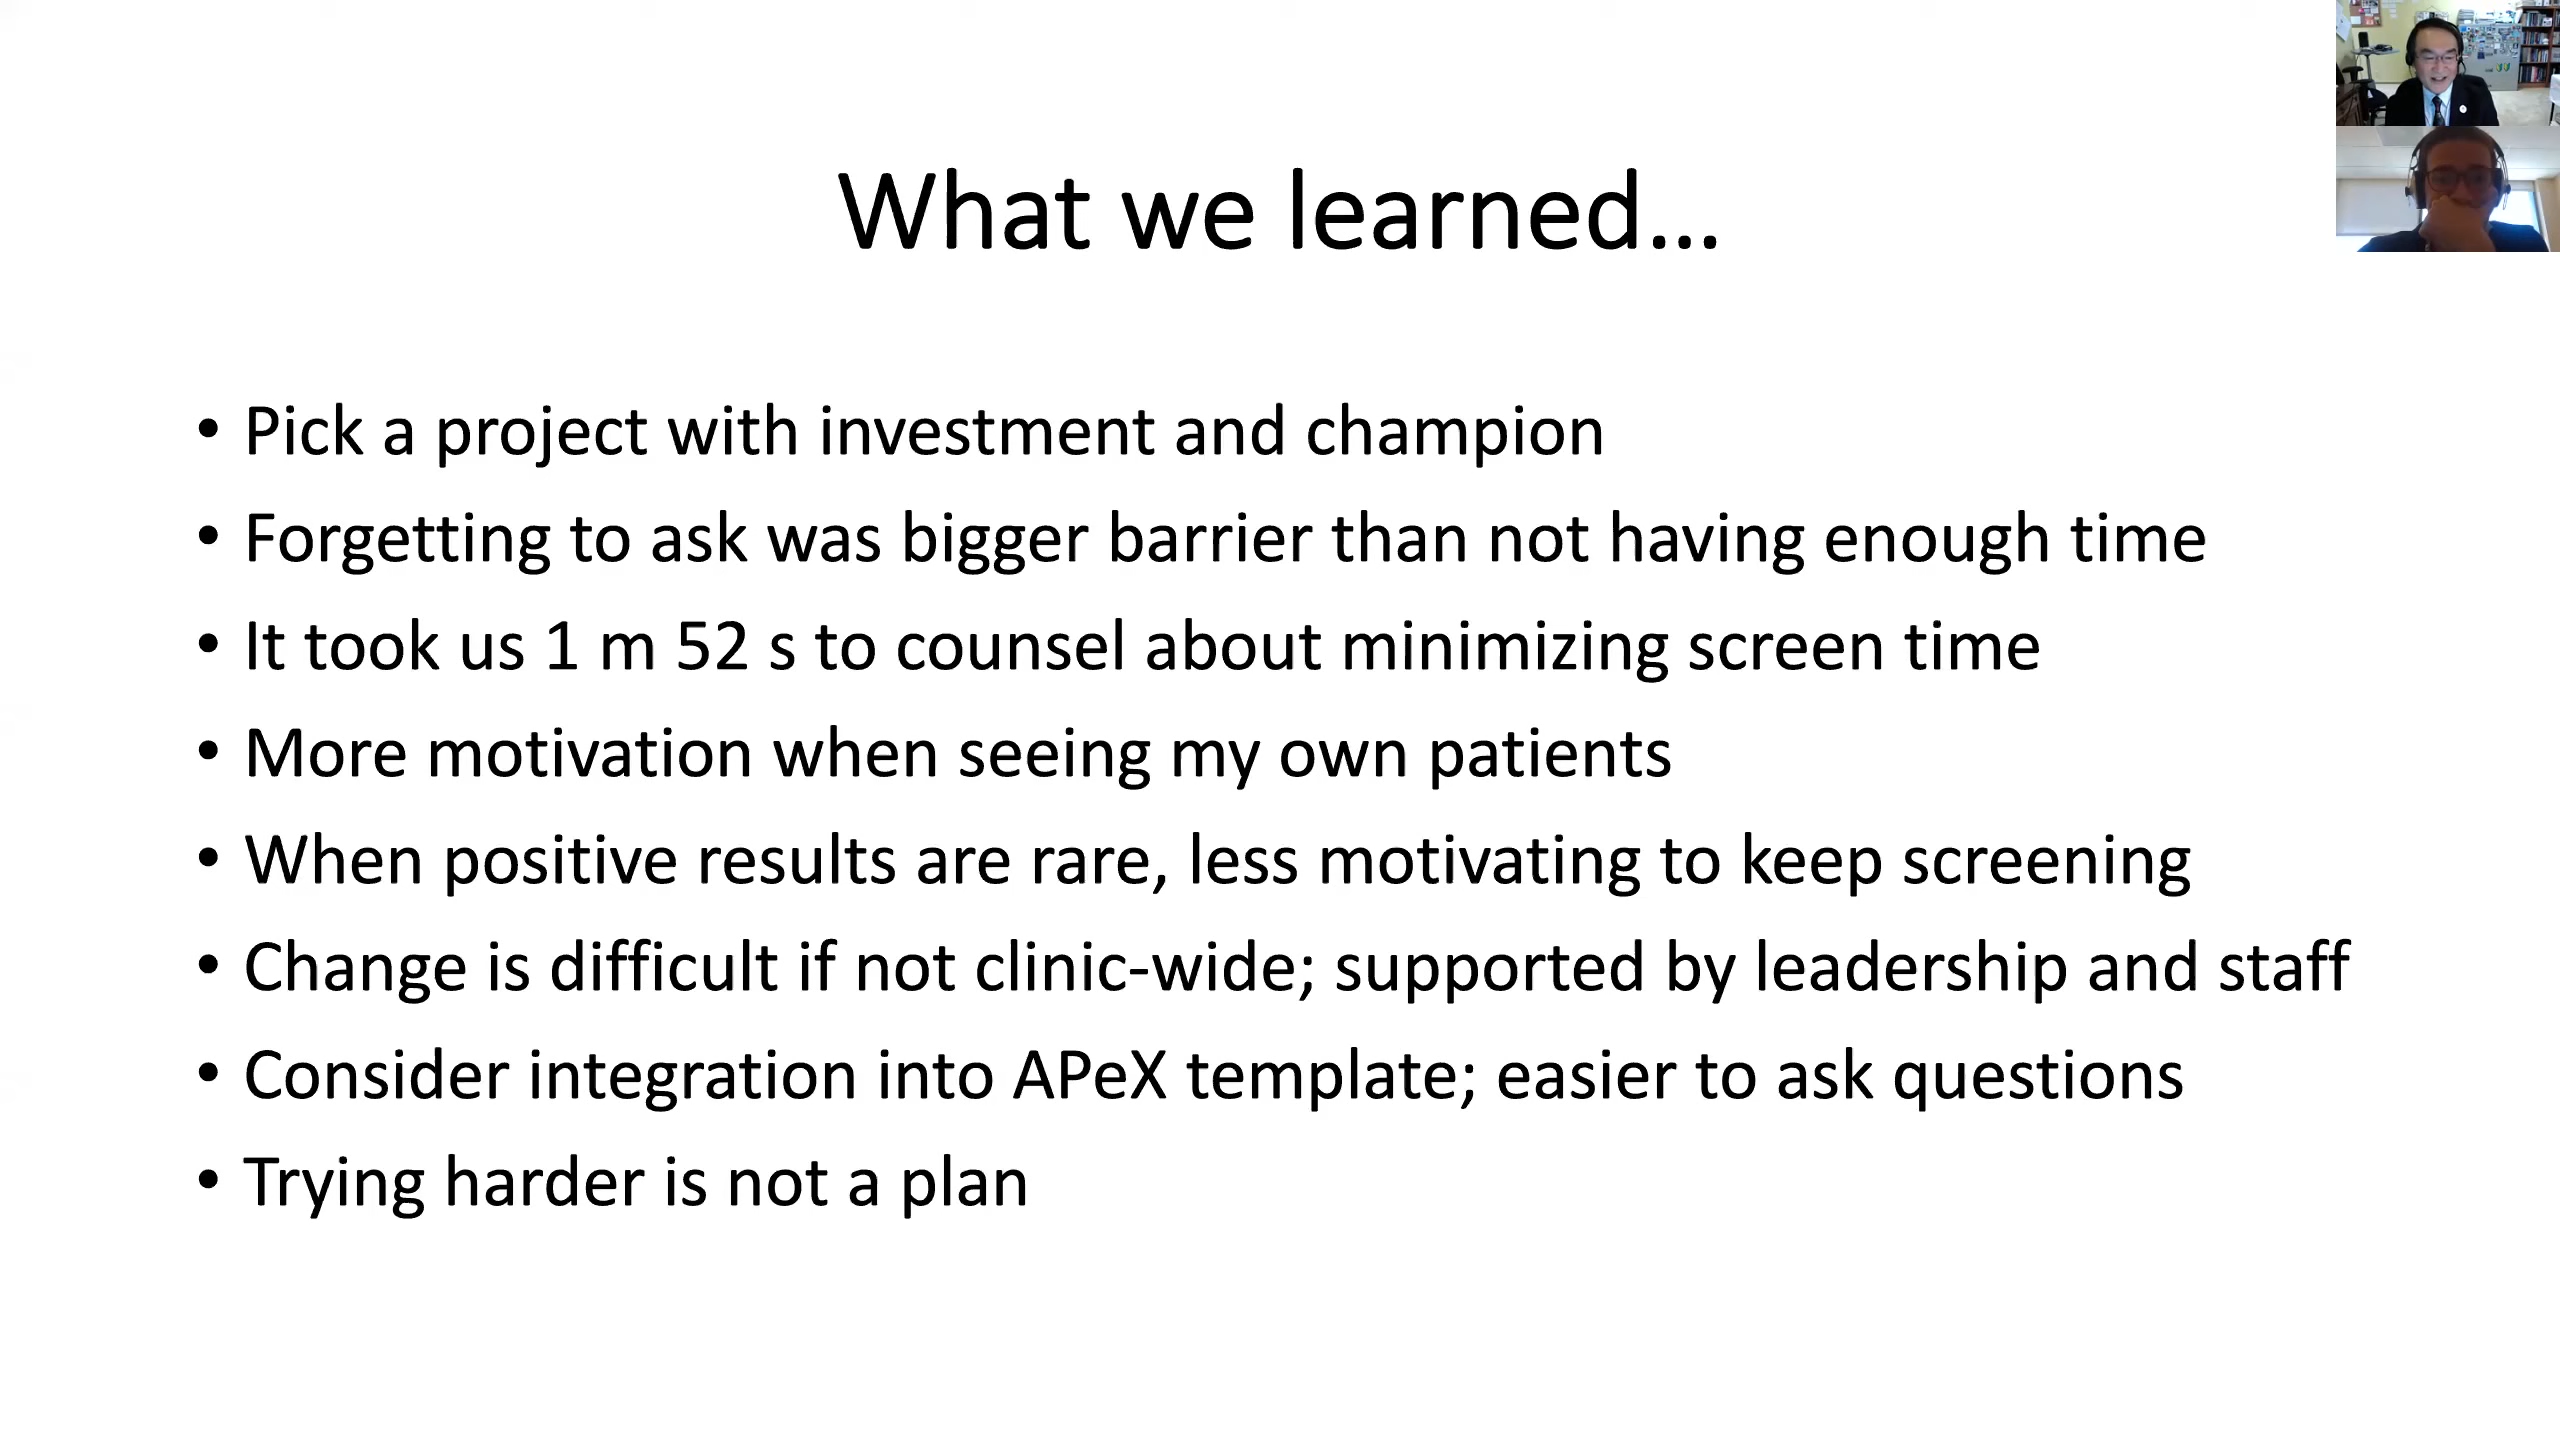 What we learned...
• Pick a project with investment and champion
• Forgetting to ask was bigger barrier than not having enough time
• It took us 1 m 52 s to counsel about minimizing screen time
• More motivation when seeing my own patients
• When positive results are rare, less motivating to keep screening
• Change is difficult if not clinic-wide; supported by leadership and staff
• Consider integration into APeX template; easier to ask questions
• Trying harder is not a plan